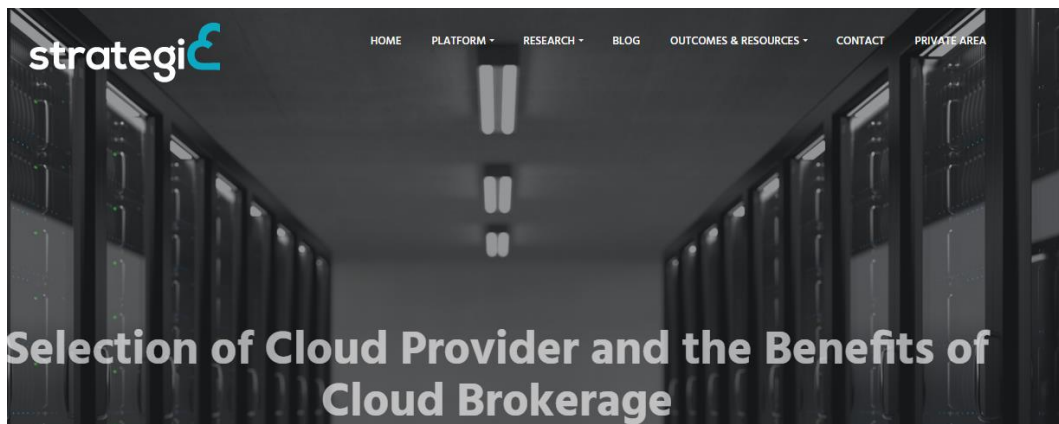 strategiC
HOME PLATFORM RESEARCH BLOG OUTCOMES & RESOURCES CONTACT PRIVATE AREA
Selection of Cloud Provider and the Benefits of
Cloud Brokerage